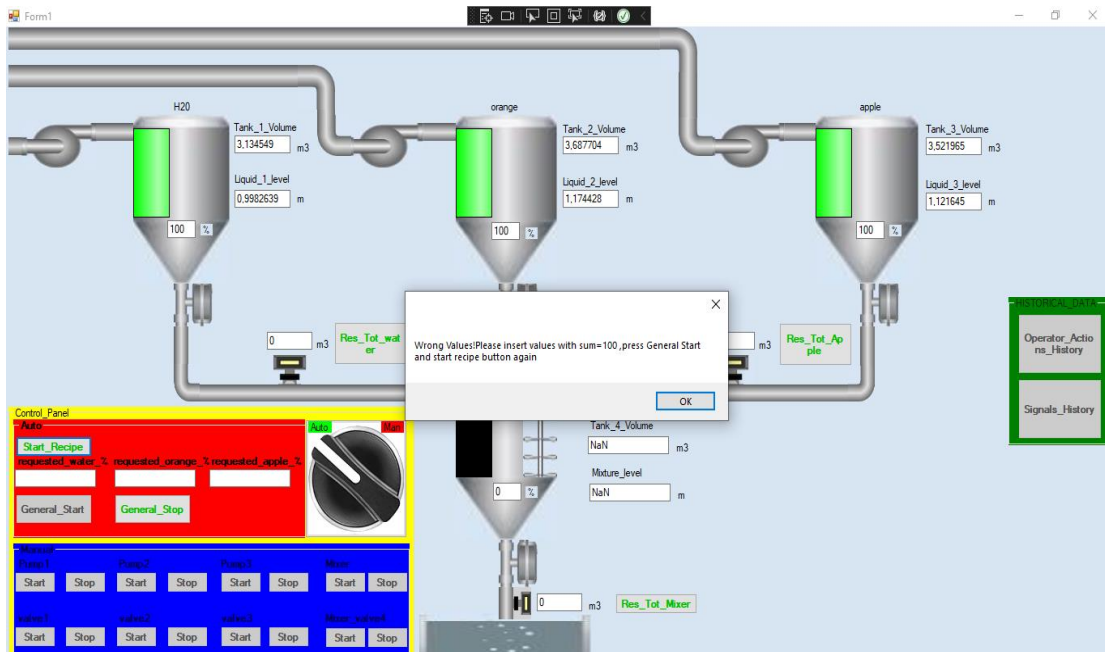 Form1
H20
orange
apple
Tank_1_Volume
3,134549 m3
Liquid_1_level
0,9982639 m
100 %
Tank_2_Volume
3,687704 m3
Liquid_2_level
1,174428 m
100 %
Tank_3_Volume
3,521965 m3
Liquid_3_level
1,121645 m
100 %
0 m3
Res_Tot_wat
er
Wrong Values!Please insert values with sum=100 ,press General Start
and start recipe button again
OK
m3
Res_Tot_Ap
ple
HISTORICAL_DATA
Operator_Actio
ns_History
Signals_History
Control_Panel
Auto
Start_Recipe
requested_water_% requested_orange_% requested_apple_%
General_Start General_Stop
Auto Man
Tank_4_Volume
NaN m3
Mixture_level
NaN m
0 %
Manual
Pump1 Pump2 Pump3 Mixer
Start Stop Start Stop Start Stop Start Stop
valve1 valve2 valve3 Mixer_valve4
Start Stop Start Stop Start Stop Start Stop
0 m3 Res_Tot_Mixer